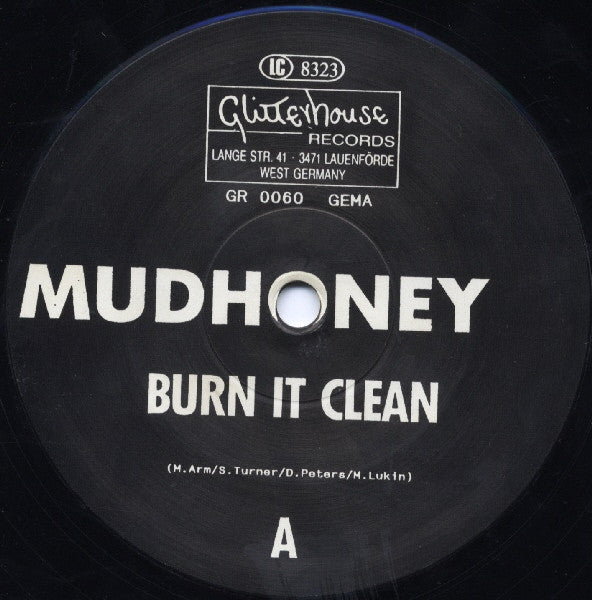 LC 8323
Glitterhouse
RECORDS
LANGE STR. 41 · 3471 LAUENFÖRDE
WEST GERMANY
GR 0060 GEMA
MUDHONEY
BURN IT CLEAN
(M.Arm/S.Turner/D.Peters/M.Lukin)
A